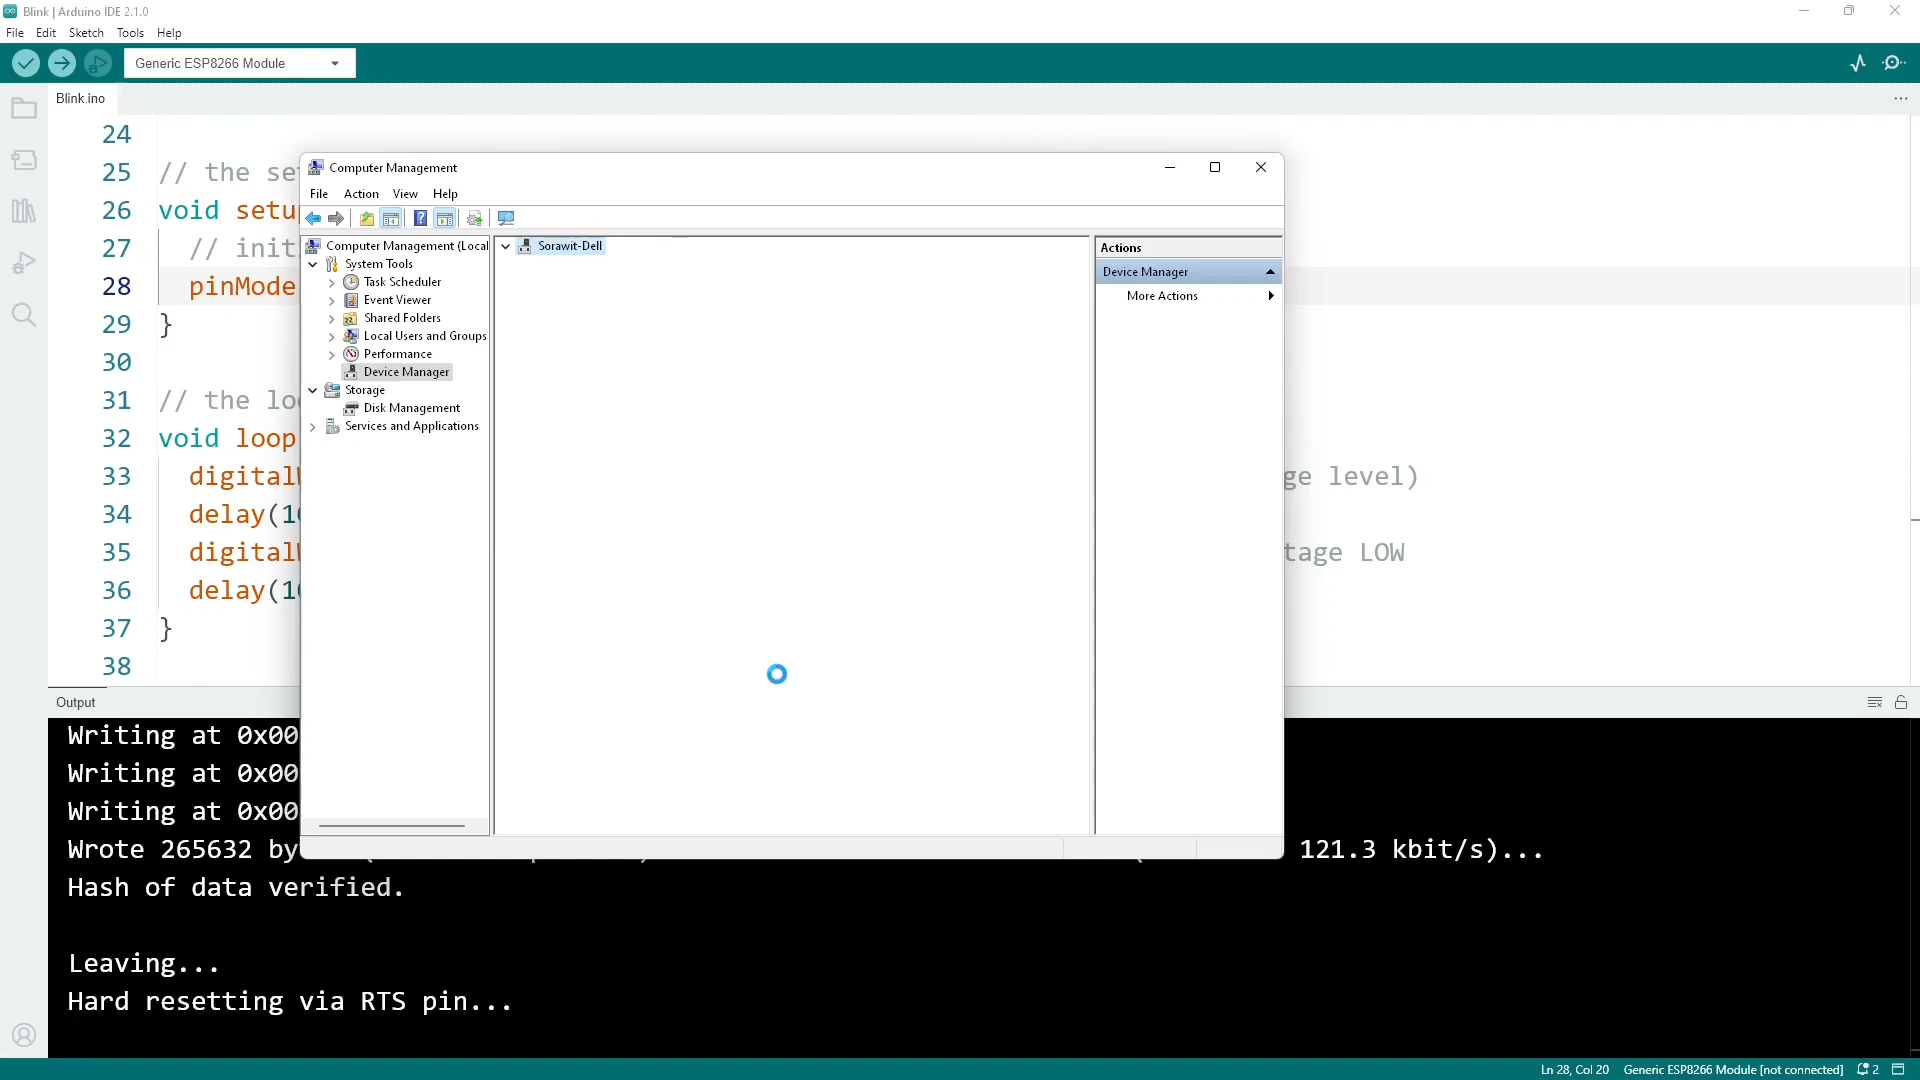 Blink | Arduino IDE 2.1.0
File Edit Sketch Tools Help
Generic ESP8266 Module
Blink.ino
24
25 // the se
26 void setu
27 // init
28 pinMode
29 }
30
31 // the lo
32 void loop
33 digital ge level)
34 delay(1
35 digital tage LOW
36 delay(1
37 }
38
Computer Management
File Action View Help
Computer Management (Local
System Tools
Task Scheduler
Event Viewer
Shared Folders
Local Users and Groups
Performance
Device Manager
Storage
Disk Management
Services and Applications
Sorawit-Dell
Actions
Device Manager
More Actions
Output
Writing at 0x00
Writing at 0x00
Writing at 0x00
Wrote 265632 by 121.3 kbit/s)...
Hash of data verified.
Leaving...
Hard resetting via RTS pin...
Ln 28, Col 20 Generic ESP8266 Module [not connected] 2